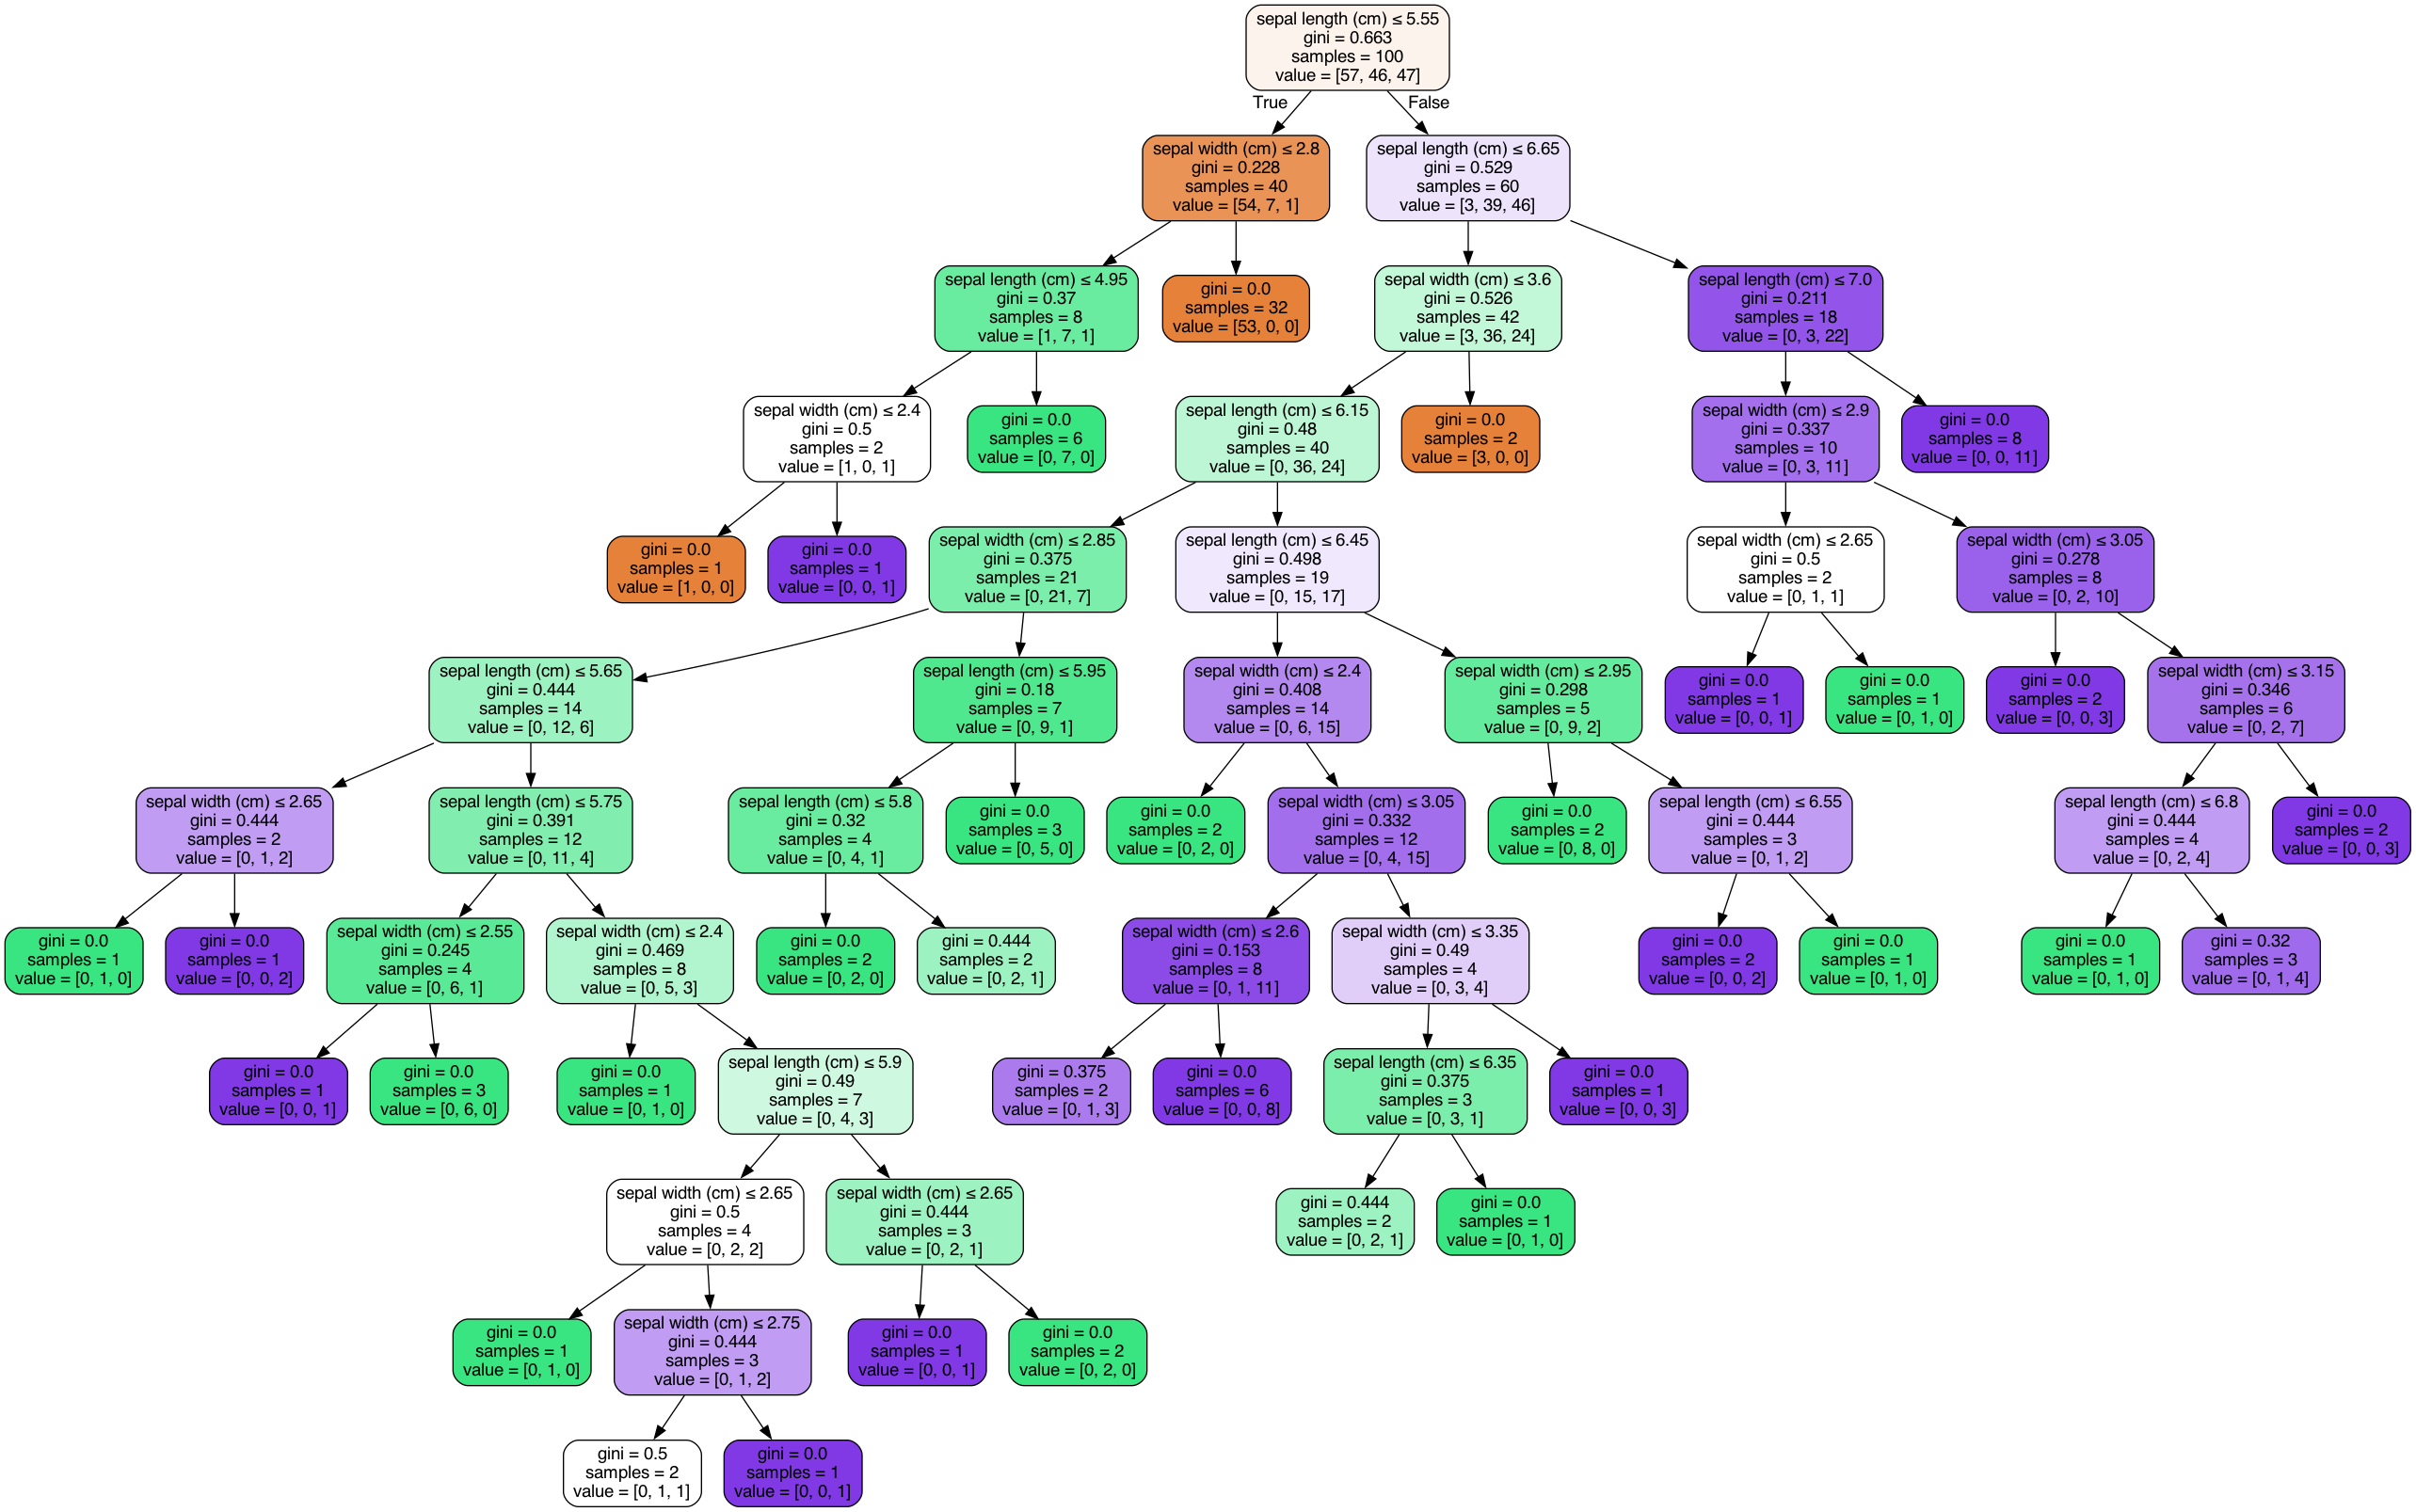 sepal length (cm) ≤ 5.55
gini = 0.663
samples = 100
value = [57, 46, 47]
True
False
sepal width (cm) ≤ 2.8
gini = 0.228
samples = 40
value = [54, 7, 1]
sepal length (cm) ≤ 6.65
gini = 0.529
samples = 60
value = [3, 39, 46]
sepal length (cm) ≤ 4.95
gini = 0.37
samples = 8
value = [1, 7, 1]
gini = 0.0
samples = 32
value = [53, 0, 0]
sepal width (cm) ≤ 3.6
gini = 0.526
samples = 42
value = [3, 36, 24]
sepal length (cm) ≤ 7.0
gini = 0.211
samples = 18
value = [0, 3, 22]
sepal width (cm) ≤ 2.4
gini = 0.5
samples = 2
value = [1, 0, 1]
gini = 0.0
samples = 6
value = [0, 7, 0]
sepal length (cm) ≤ 6.15
gini = 0.48
samples = 40
value = [0, 36, 24]
gini = 0.0
samples = 2
value = [3, 0, 0]
sepal width (cm) ≤ 2.9
gini = 0.337
samples = 10
value = [0, 3, 11]
gini = 0.0
samples = 8
value = [0, 0, 11]
gini = 0.0
samples = 1
value = [1, 0, 0]
gini = 0.0
samples = 1
value = [0, 0, 1]
sepal width (cm) ≤ 2.85
gini = 0.375
samples = 21
value = [0, 21, 7]
sepal length (cm) ≤ 6.45
gini = 0.498
samples = 19
value = [0, 15, 17]
sepal width (cm) ≤ 2.65
gini = 0.5
samples = 2
value = [0, 1, 1]
sepal width (cm) ≤ 3.05
gini = 0.278
samples = 8
value = [0, 2, 10]
sepal length (cm) ≤ 5.65
gini = 0.444
samples = 14
value = [0, 12, 6]
sepal length (cm) ≤ 5.95
gini = 0.18
samples = 7
value = [0, 9, 1]
sepal width (cm) ≤ 2.4
gini = 0.408
samples = 14
value = [0, 6, 15]
sepal width (cm) ≤ 2.95
gini = 0.298
samples = 5
value = [0, 9, 2]
gini = 0.0
samples = 1
value = [0, 0, 1]
gini = 0.0
samples = 1
value = [0, 1, 0]
gini = 0.0
samples = 2
value = [0, 0, 3]
sepal width (cm) ≤ 3.15
gini = 0.346
samples = 6
value = [0, 2, 7]
sepal width (cm) ≤ 2.65
gini = 0.444
samples = 2
value = [0, 1, 2]
sepal length (cm) ≤ 5.75
gini = 0.391
samples = 12
value = [0, 11, 4]
sepal length (cm) ≤ 5.8
gini = 0.32
samples = 4
value = [0, 4, 1]
gini = 0.0
samples = 3
value = [0, 5, 0]
gini = 0.0
samples = 2
value = [0, 2, 0]
sepal width (cm) ≤ 3.05
gini = 0.332
samples = 12
value = [0, 4, 15]
gini = 0.0
samples = 2
value = [0, 8, 0]
sepal length (cm) ≤ 6.55
gini = 0.444
samples = 3
value = [0, 1, 2]
sepal length (cm) ≤ 6.8
gini = 0.444
samples = 4
value = [0, 2, 4]
gini = 0.0
samples = 2
value = [0, 0, 3]
gini = 0.0
samples = 1
value = [0, 1, 0]
gini = 0.0
samples = 1
value = [0, 0, 2]
sepal width (cm) ≤ 2.55
gini = 0.245
samples = 4
value = [0, 6, 1]
sepal width (cm) ≤ 2.4
gini = 0.469
samples = 8
value = [0, 5, 3]
gini = 0.0
samples = 2
value = [0, 2, 0]
gini = 0.444
samples = 2
value = [0, 2, 1]
sepal width (cm) ≤ 2.6
gini = 0.153
samples = 8
value = [0, 1, 11]
sepal width (cm) ≤ 3.35
gini = 0.49
samples = 4
value = [0, 3, 4]
gini = 0.0
samples = 2
value = [0, 0, 2]
gini = 0.0
samples = 1
value = [0, 1, 0]
gini = 0.0
samples = 1
value = [0, 1, 0]
gini = 0.32
samples = 3
value = [0, 1, 4]
gini = 0.0
samples = 1
value = [0, 0, 1]
gini = 0.0
samples = 3
value = [0, 6, 0]
gini = 0.0
samples = 1
value = [0, 1, 0]
sepal length (cm) ≤ 5.9
gini = 0.49
samples = 7
value = [0, 4, 3]
gini = 0.375
samples = 2
value = [0, 1, 3]
gini = 0.0
samples = 6
value = [0, 0, 8]
sepal length (cm) ≤ 6.35
gini = 0.375
samples = 3
value = [0, 3, 1]
gini = 0.0
samples = 1
value = [0, 0, 3]
sepal width (cm) ≤ 2.65
gini = 0.5
samples = 4
value = [0, 2, 2]
sepal width (cm) ≤ 2.65
gini = 0.444
samples = 3
value = [0, 2, 1]
gini = 0.444
samples = 2
value = [0, 2, 1]
gini = 0.0
samples = 1
value = [0, 1, 0]
gini = 0.0
samples = 1
value = [0, 1, 0]
sepal width (cm) ≤ 2.75
gini = 0.444
samples = 3
value = [0, 1, 2]
gini = 0.0
samples = 1
value = [0, 0, 1]
gini = 0.0
samples = 2
value = [0, 2, 0]
gini = 0.5
samples = 2
value = [0, 1, 1]
gini = 0.0
samples = 1
value = [0, 0, 1]